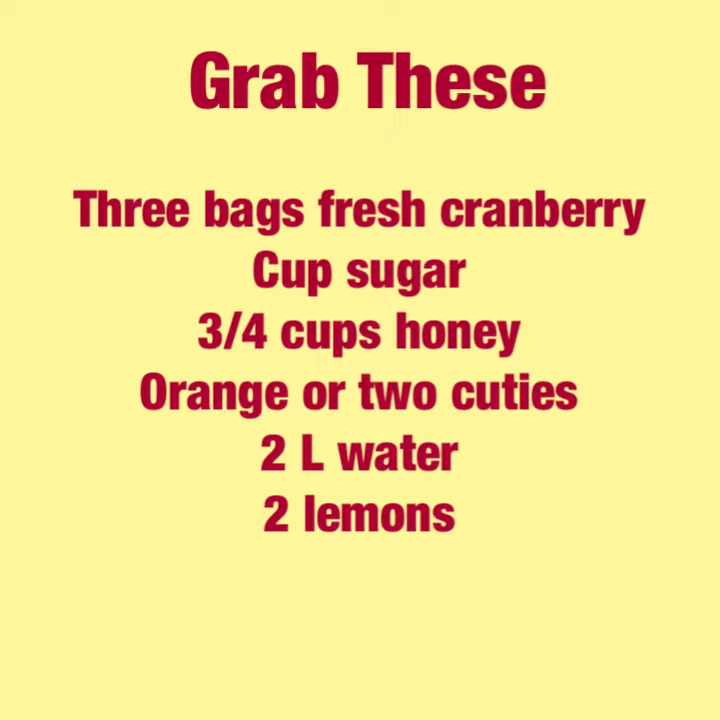 Grab These
Three bags fresh cranberry
Cup sugar
3/4 cups honey
Orange or two cuties
2 L water
2 lemons